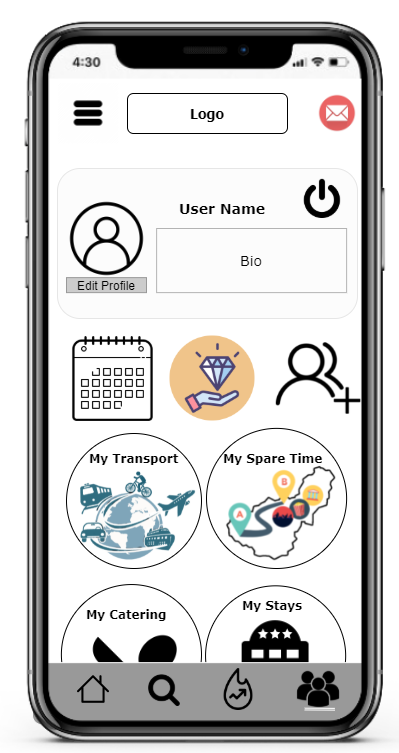 4:30
Logo
User Name
Bio
Edit Profile
My Transport
My Spare Time
B
A
My Catering
My Stays